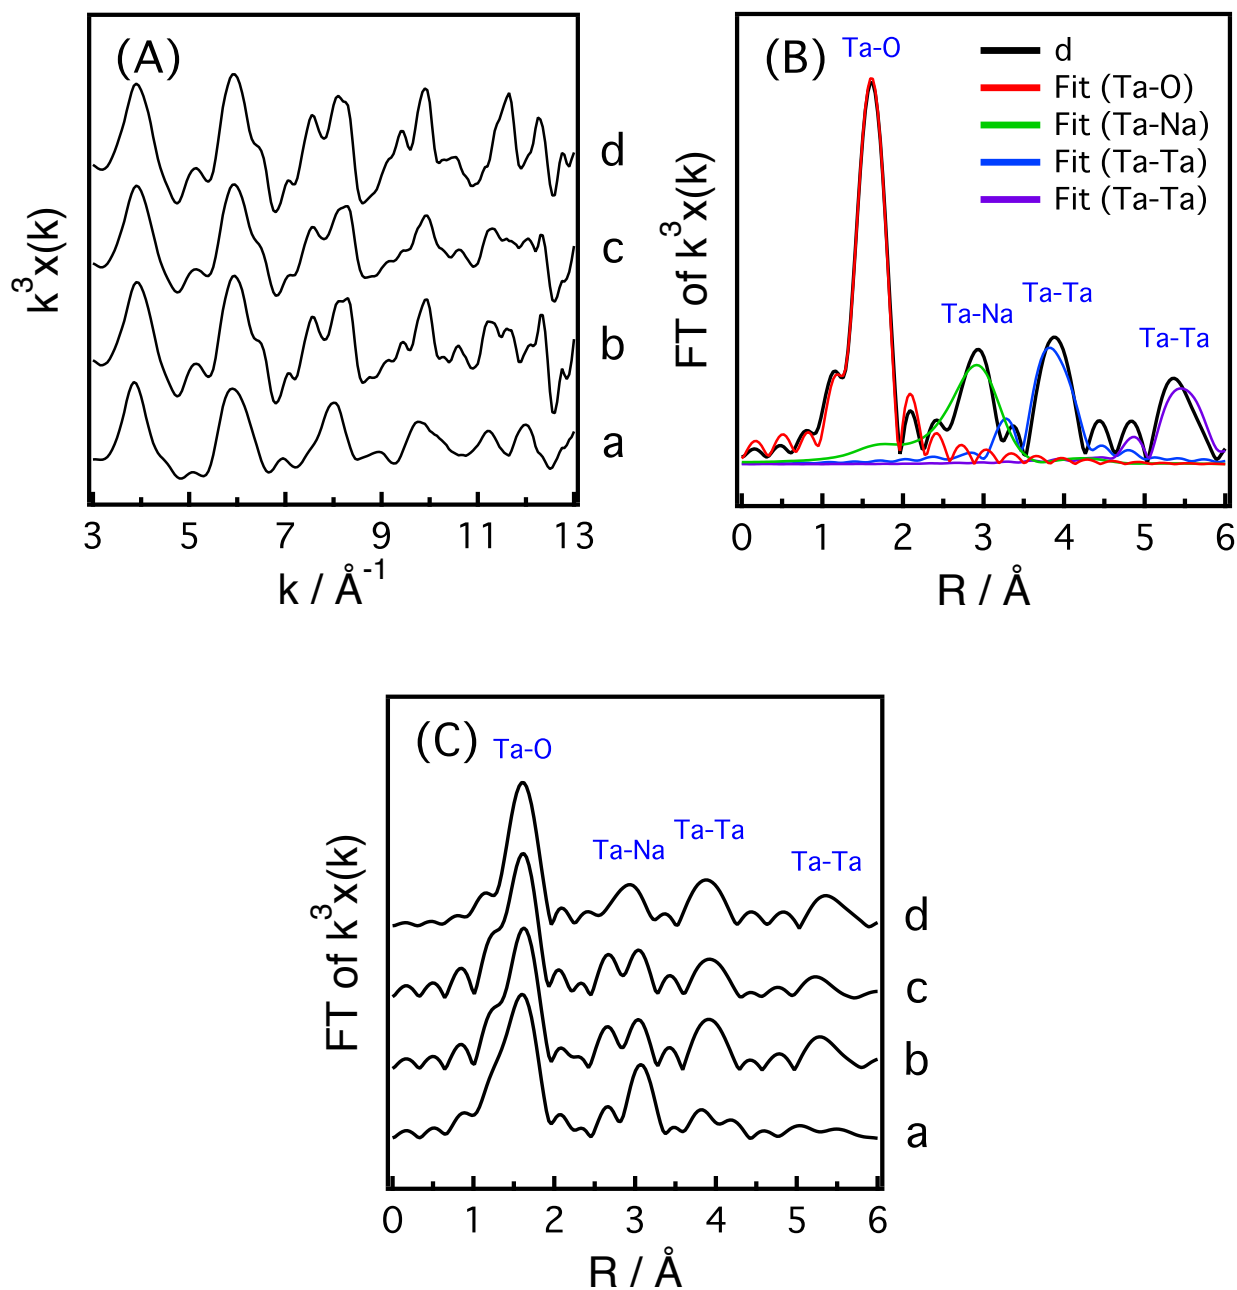 (A)
k³x(k)
d
c
b
a
3 5 7 9 11 13
k / Å⁻¹
(B)
Ta-O
d
Fit (Ta-O)
Fit (Ta-Na)
Fit (Ta-Ta)
Fit (Ta-Ta)
Ta-Na
Ta-Ta
Ta-Ta
FT of k³x(k)
0 1 2 3 4 5 6
R / Å
(C)
Ta-O
Ta-Na
Ta-Ta
Ta-Ta
FT of k³x(k)
d
c
b
a
0 1 2 3 4 5 6
R / Å